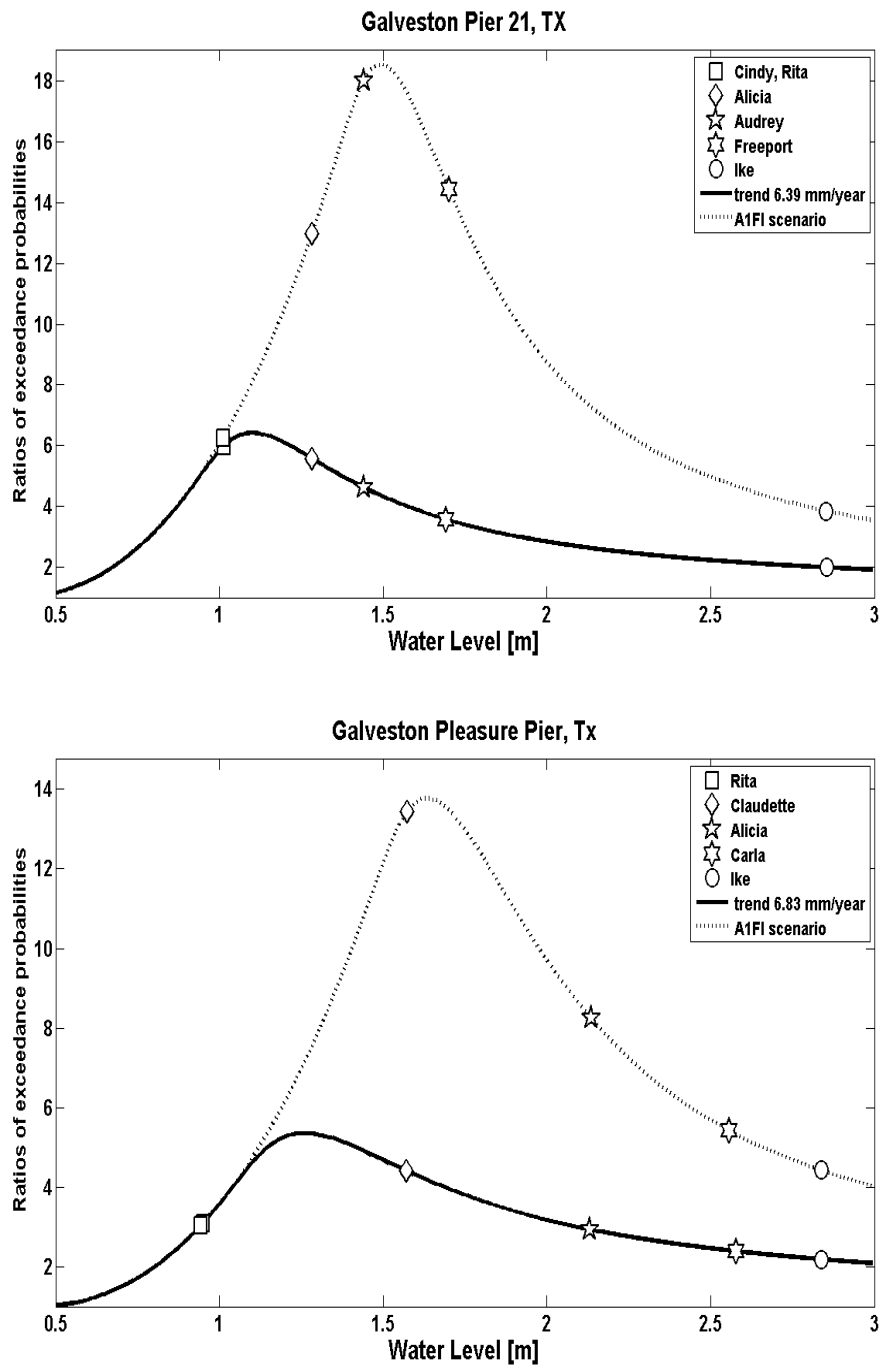 Galveston Pier 21, TX
Ratios of exceedance probabilities
18
16
14
12
10
8
6
4
2
Cindy, Rita
Alicia
Audrey
Freeport
Ike
trend 6.39 mm/year
A1FI scenario
0.5 1 1.5 2 2.5 3
Water Level [m]
Galveston Pleasure Pier, Tx
Ratios of exceedance probabilities
14
12
10
8
6
4
2
Rita
Claudette
Alicia
Carla
Ike
trend 6.83 mm/year
A1FI scenario
0.5 1 1.5 2 2.5 3
Water Level [m]